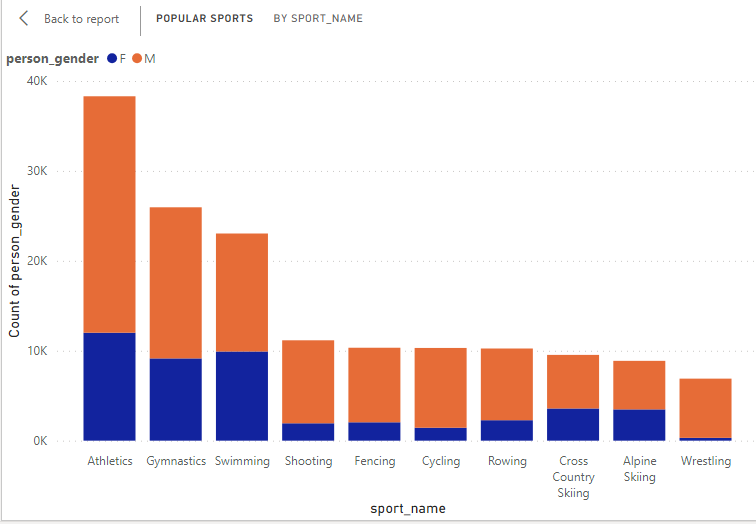 Back to report POPULAR SPORTS BY SPORT_NAME
person_gender F M
40K
30K
20K
10K
0K
Count of person_gender
Athletics Gymnastics Swimming Shooting Fencing Cycling Rowing Cross Country Skiing Alpine Skiing Wrestling
sport_name